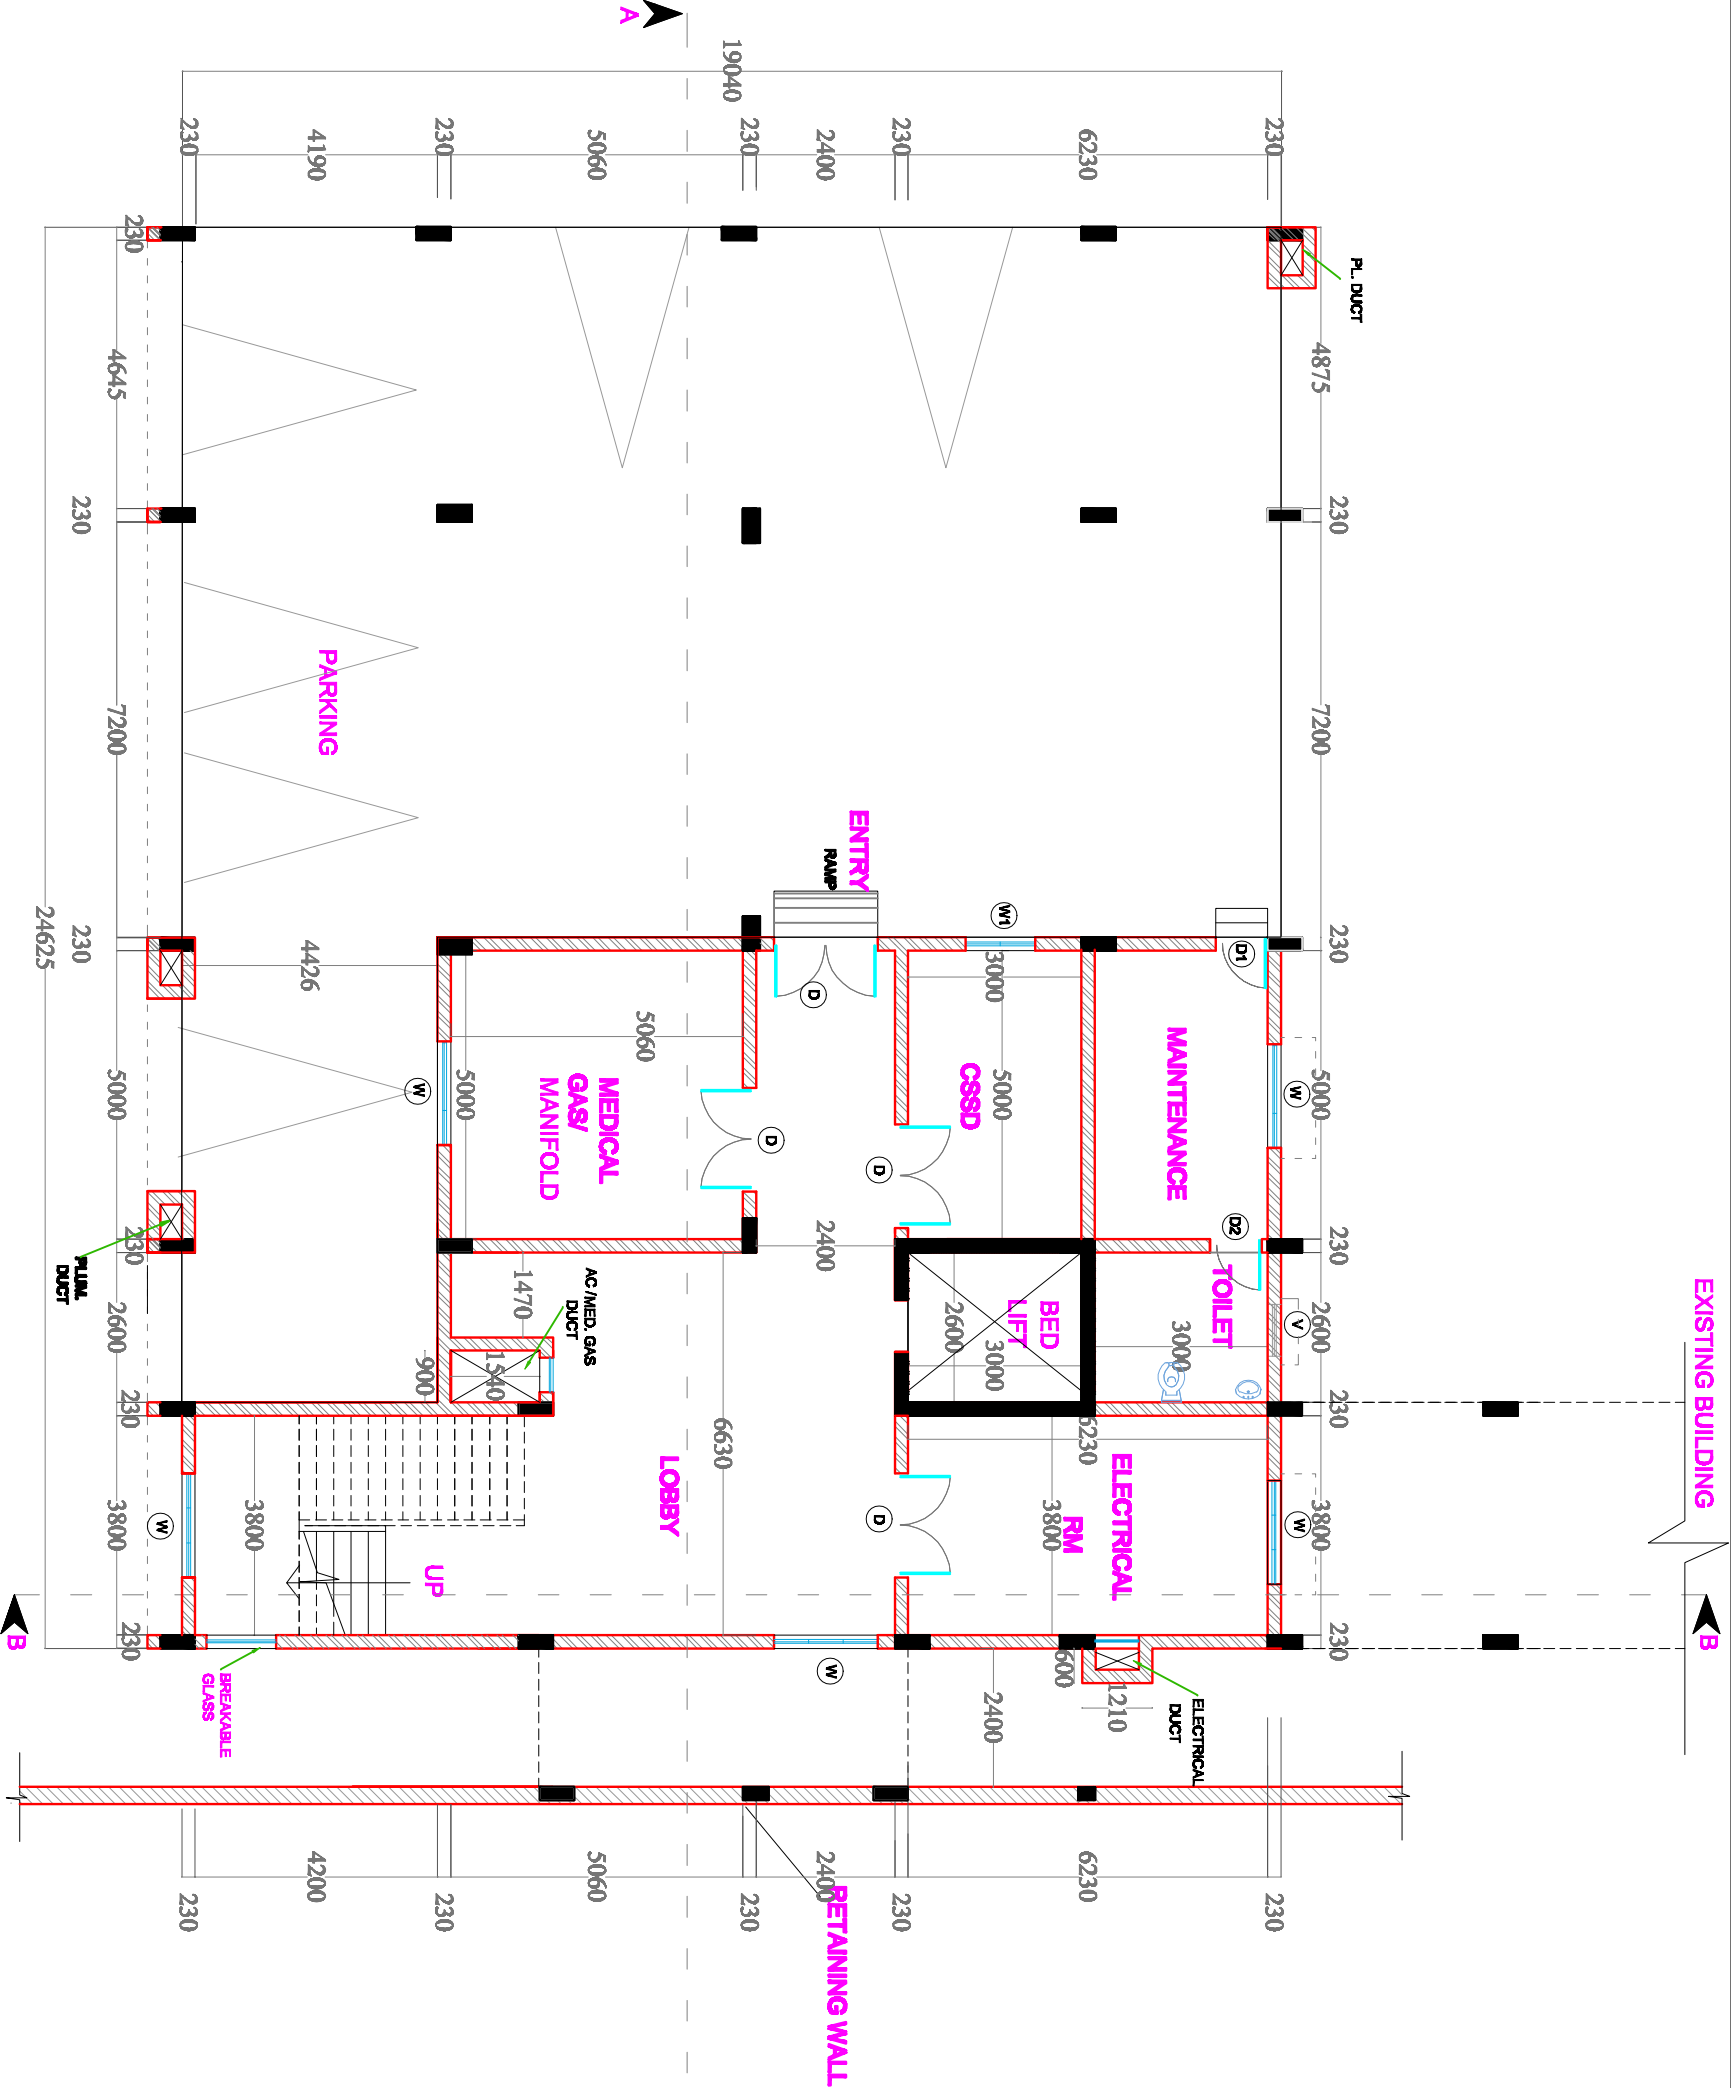 A
19040
230
4190
230
5060
230
2400
230
6230
230
230
PL. DUCT
4645
4875
230
230
7200
PARKING
7200
ENTRY
RAMP
24625
230
4426
W1
3000
D1
230
D
5060
MAINTENANCE
5000
W
5000
MEDICAL
GAS/
MANIFOLD
CSSD
5000
W
5000
D
D
D2
230
2400
230
PLUM.
DUCT
1470
AC /MED. GAS
DUCT
TOILET
BED
LIFT
2600
3000
2600
3000
V
2600
EXISTING BUILDING
900
1540
230
6630
6230
230
LOBBY
ELECTRICAL
RM
3800
W
3800
D
3800
W
3800
UP
B
B
230
230
BREAKABLE
GLASS
W
600
1210
2400
ELECTRICAL
DUCT
4200
5060
2400
6230
230
230
230
230
230
RETAINING WALL